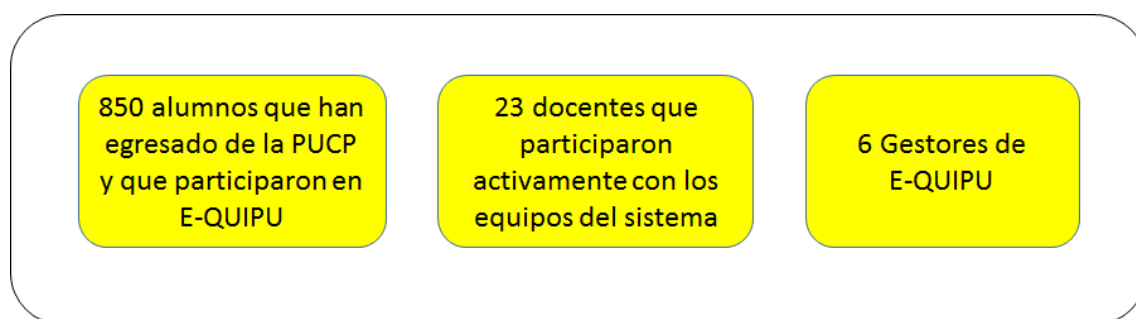 850 alumnos que han
egresado de la PUCP
y que participaron en
E-QUIPU
23 docentes que
participaron
activamente con los
equipos del sistema
6 Gestores de
E-QUIPU